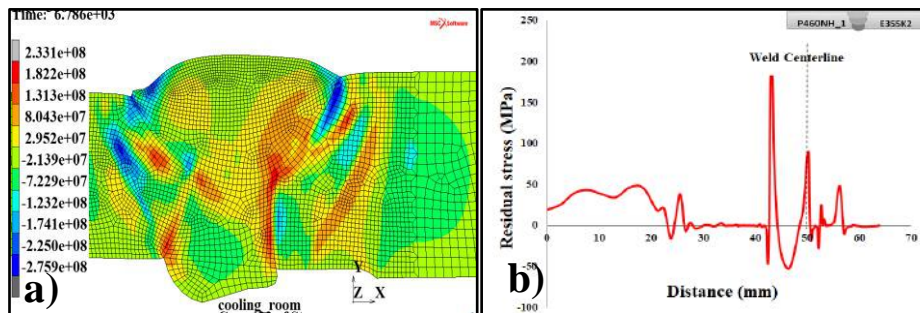 Time: 6.786e+03
MSC Software
2.331e+08
1.822e+08
1.313e+08
8.043e+07
2.952e+07
-2.139e+07
-7.229e+07
-1.232e+08
-1.741e+08
-2.250e+08
-2.759e+08
a)
cooling_room
Y
Z X
P460NH_1 E355K2
Weld Centerline
Residual stress (MPa)
250
200
150
100
50
0
-50
-100
0 10 20 30 40 50 60 70
Distance (mm)
b)